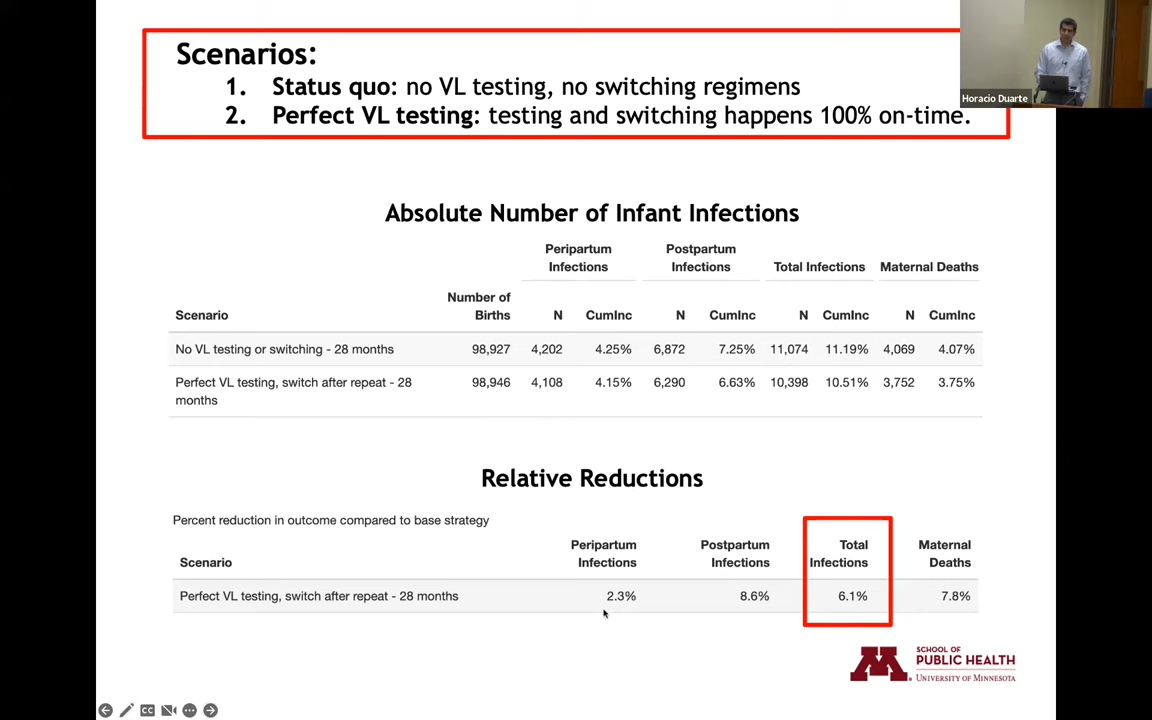 Scenarios:
1. Status quo: no VL testing, no switching regimens
2. Perfect VL testing: testing and switching happens 100% on-time.
Horacio Duarte
Absolute Number of Infant Infections
Peripartum Infections Postpartum Infections Total Infections Maternal Deaths
Scenario Number of Births N CumInc N CumInc N CumInc N CumInc
No VL testing or switching - 28 months 98,927 4,202 4.25% 6,872 7.25% 11,074 11.19% 4,069 4.07%
Perfect VL testing, switch after repeat - 28 months 98,946 4,108 4.15% 6,290 6.63% 10,398 10.51% 3,752 3.75%
Relative Reductions
Percent reduction in outcome compared to base strategy
Scenario Peripartum Infections Postpartum Infections Total Infections Maternal Deaths
Perfect VL testing, switch after repeat - 28 months 2.3% 8.6% 6.1% 7.8%
M
SCHOOL OF
PUBLIC HEALTH
UNIVERSITY OF MINNESOTA
CC